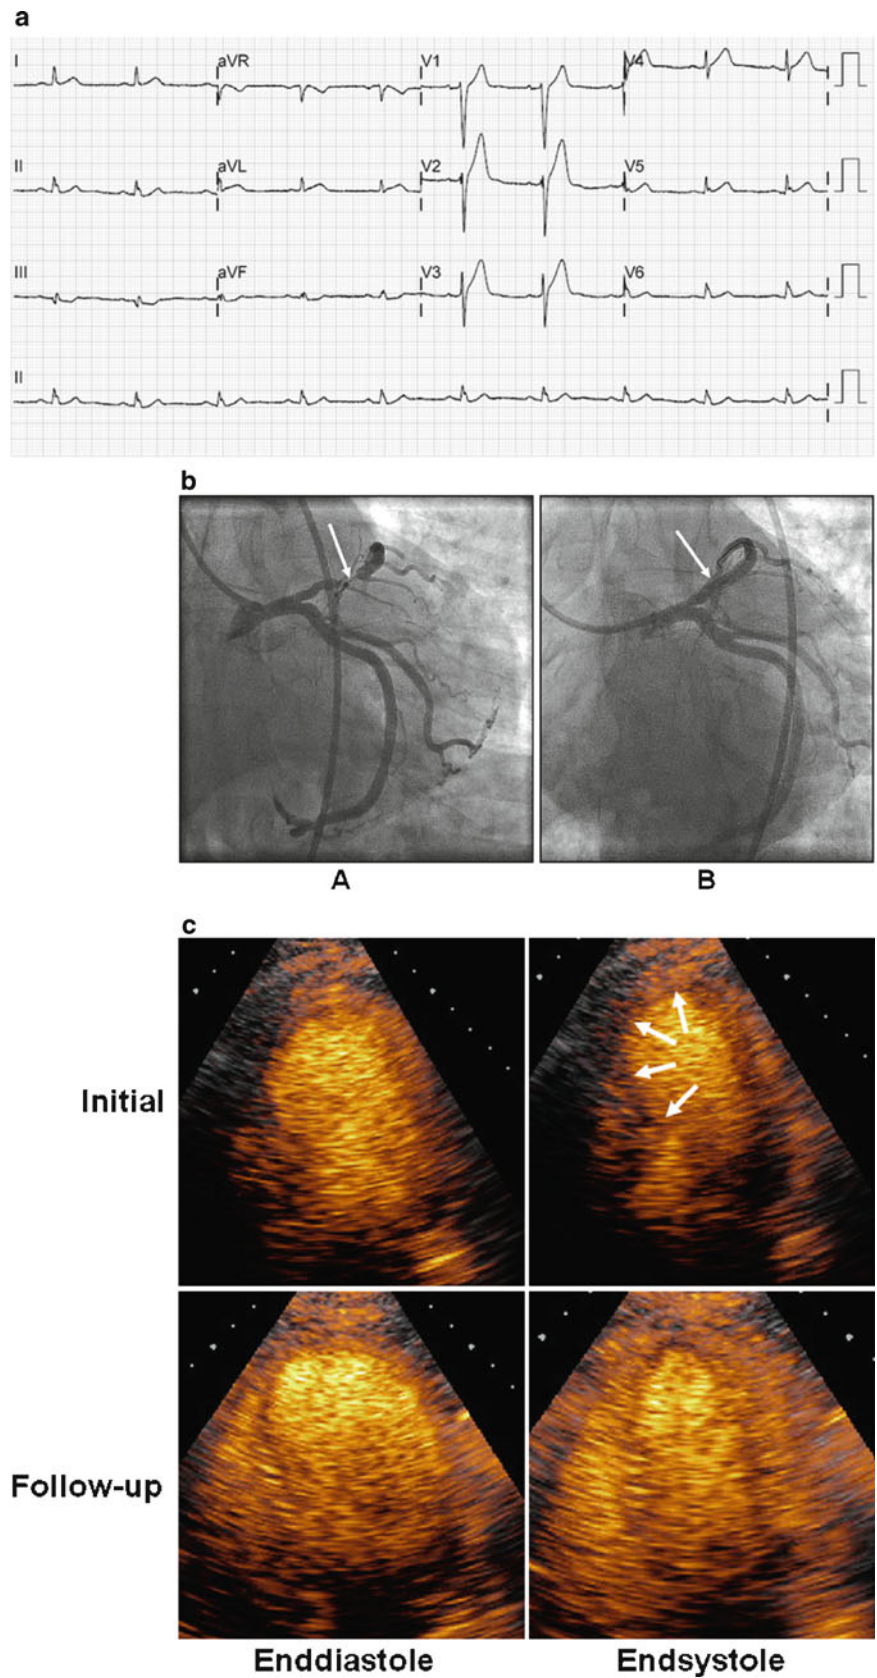 a
I aVR V1 V4
II aVL V2 V5
III aVF V3 V6
II
b
A B
c
Initial
Follow-up
Enddiastole Endsystole